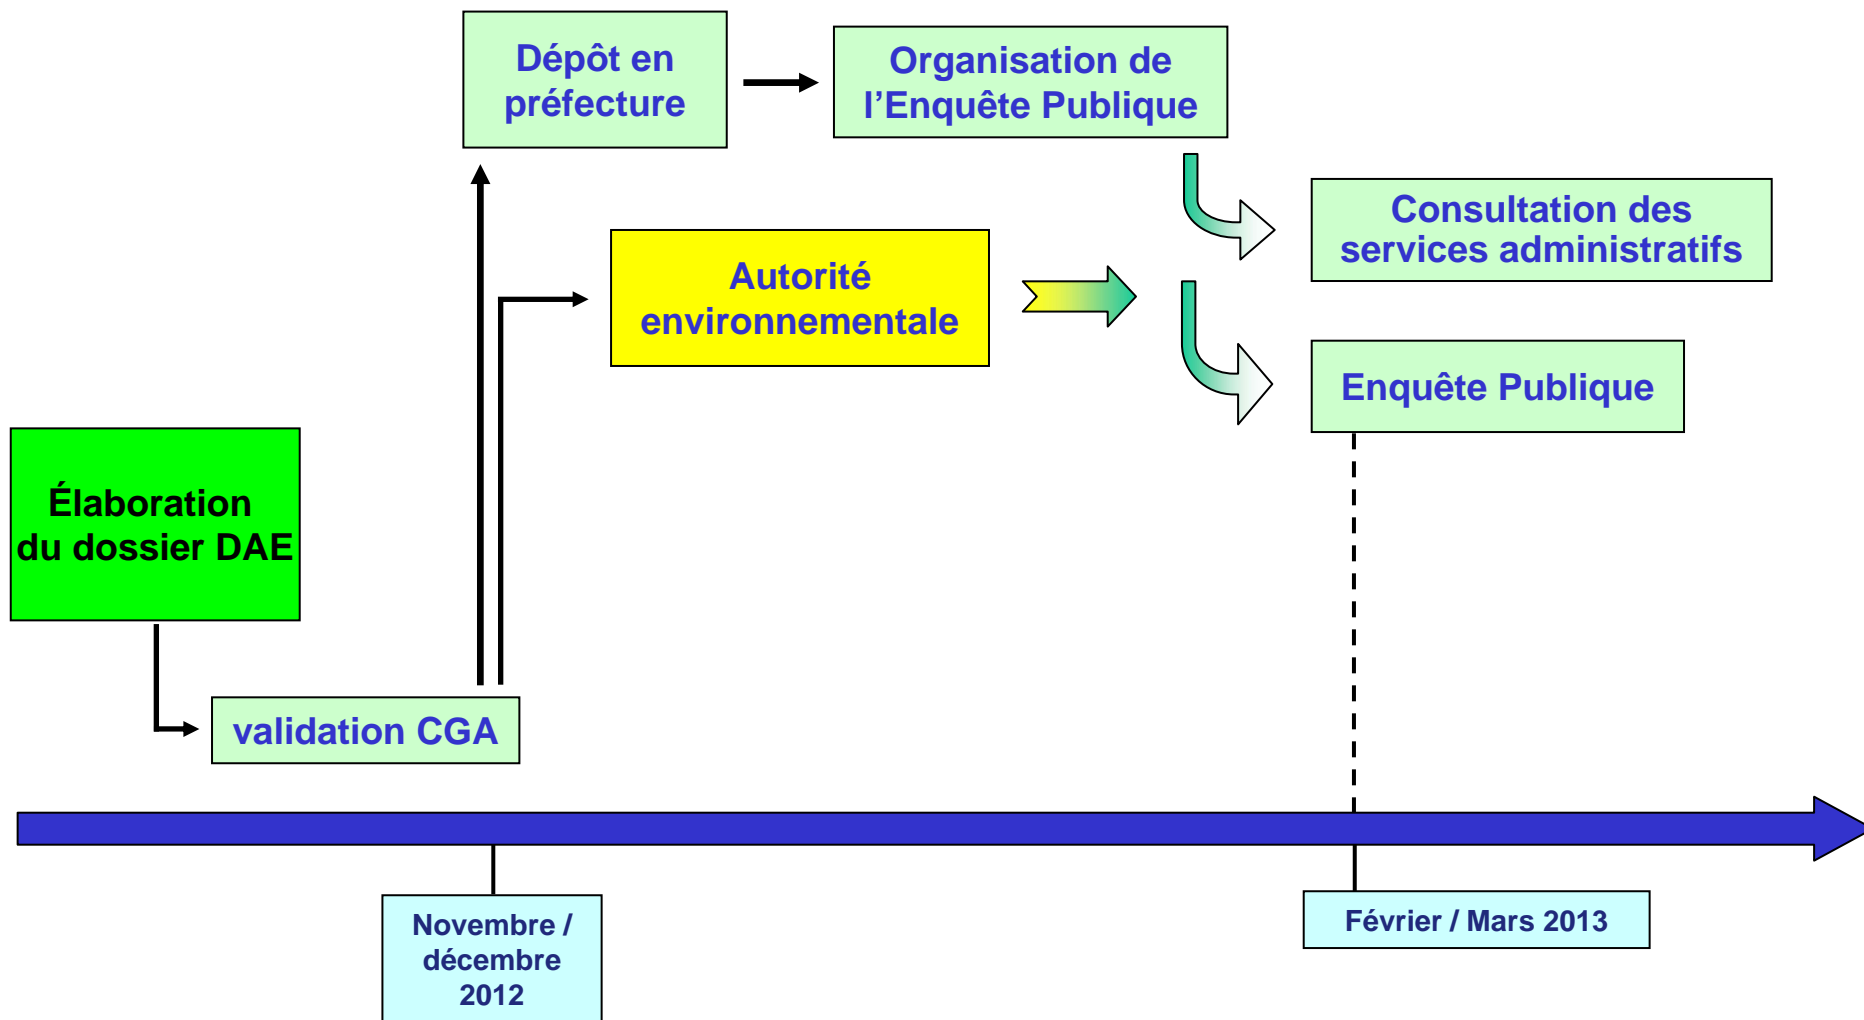 Dépôt en
préfecture
Organisation de
l’Enquête Publique
Consultation des
services administratifs
Autorité
environnementale
Enquête Publique
Élaboration
du dossier DAE
validation CGA
Novembre /
décembre
2012
Février / Mars 2013